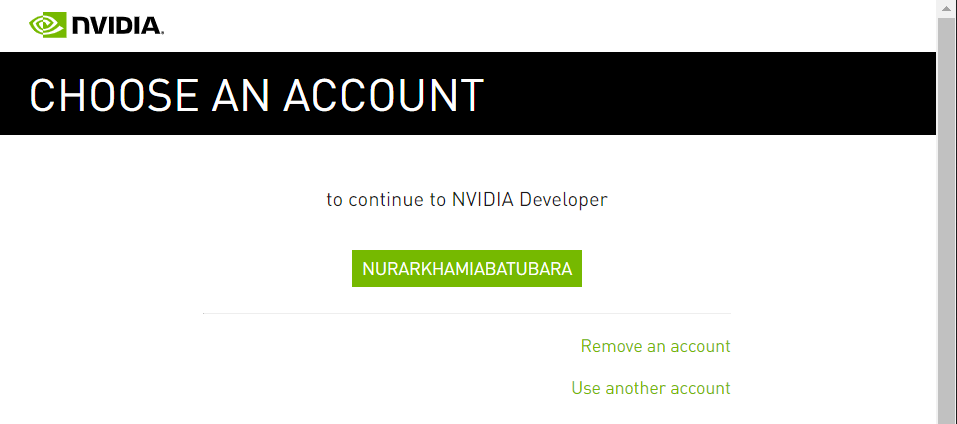 NVIDIA.
CHOOSE AN ACCOUNT
to continue to NVIDIA Developer
NURARKHAMIABATUBARA
Remove an account
Use another account